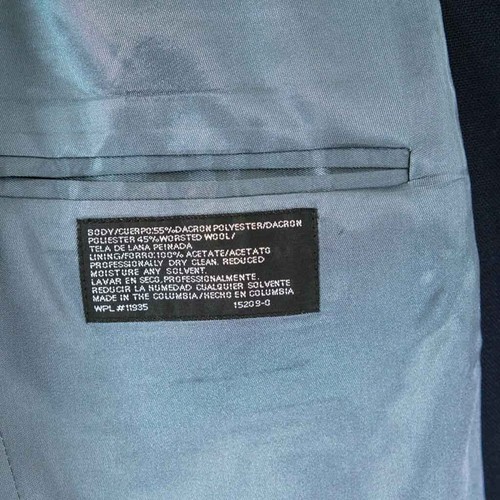 BODY/CUERPO:55%DACRON POLYESTER/DACRON
POLIESTER 45%WORSTED WOOL/
TELA DE LANA PEINADA
LINING/FORRO:100% ACETATE/ACETATO
PROFESSIONALLY DRY CLEAN, REDUCED
MOISTURE ANY SOLVENT.
LAVAR EN SECO,PROFESSIONALMENTE.
REDUCIR LA HUMEDAD CUALQUIER SOLVENTE
MADE IN THE COLUMBIA/HECHO EN COLUMBIA
WPL #11935 15209-0